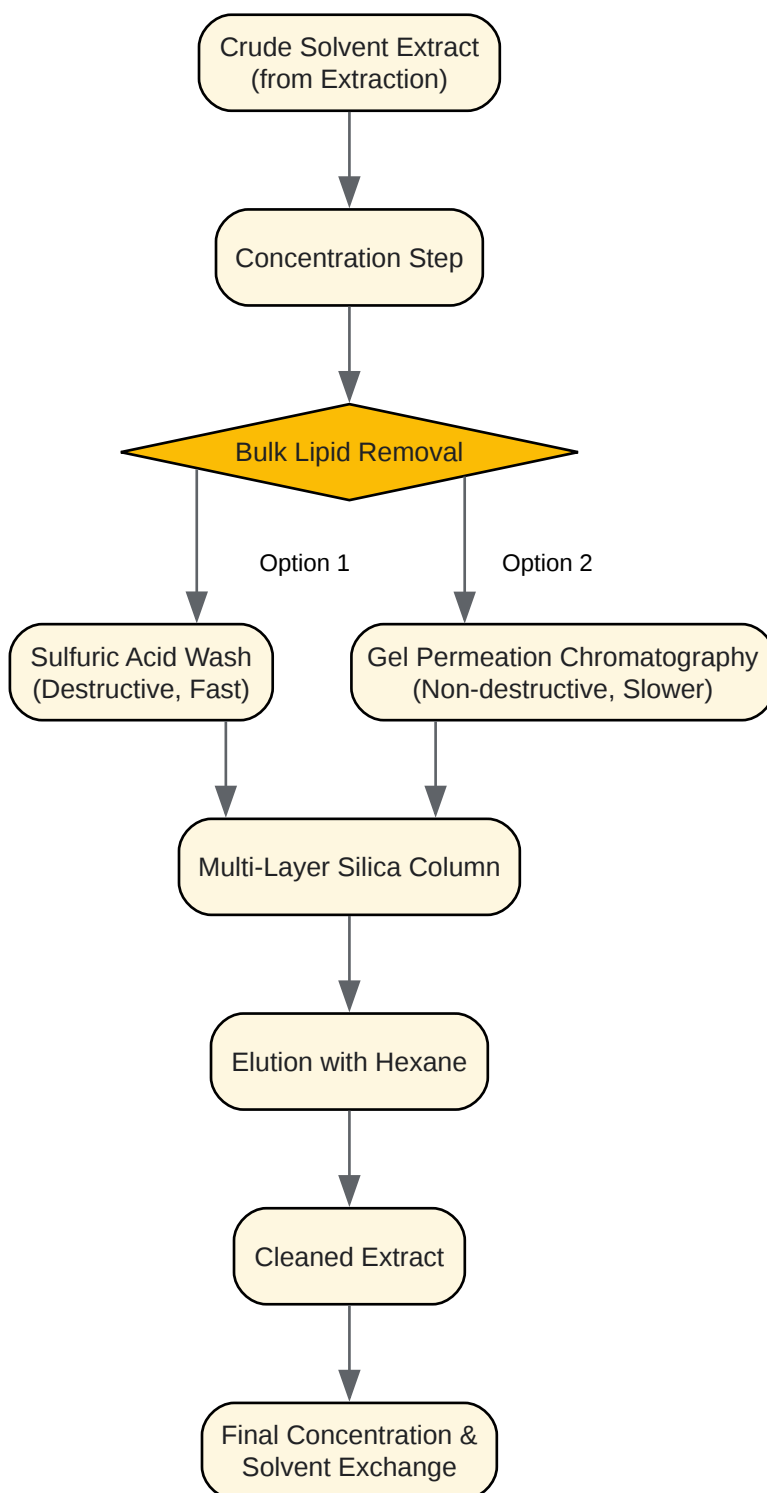 Crude Solvent Extract
(from Extraction)
Concentration Step
Bulk Lipid Removal
Option 1
Option 2
Sulfuric Acid Wash
(Destructive, Fast)
Gel Permeation Chromatography
(Non-destructive, Slower)
Multi-Layer Silica Column
Elution with Hexane
Cleaned Extract
Final Concentration &
Solvent Exchange